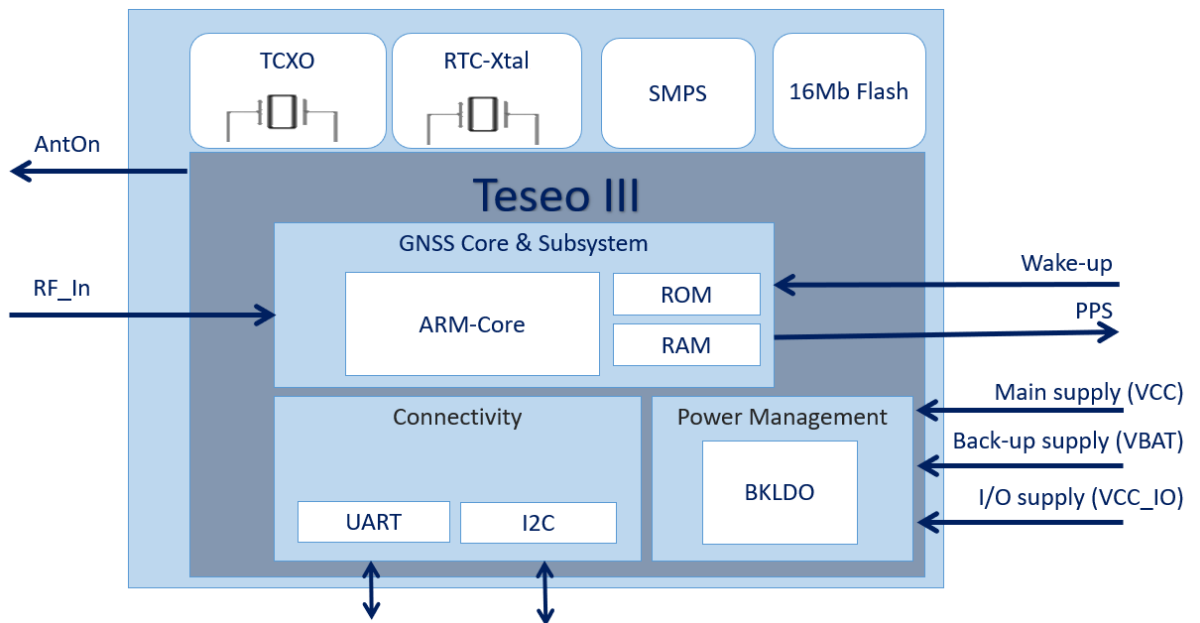 TCXO
RTC-Xtal
SMPS
16Mb Flash
AntOn
Teseo III
GNSS Core & Subsystem
Wake-up
RF_In
ROM
ARM-Core
PPS
RAM
Main supply (VCC)
Connectivity
Power Management
Back-up supply (VBAT)
BKLDO
I/O supply (VCC_IO)
UART
I2C